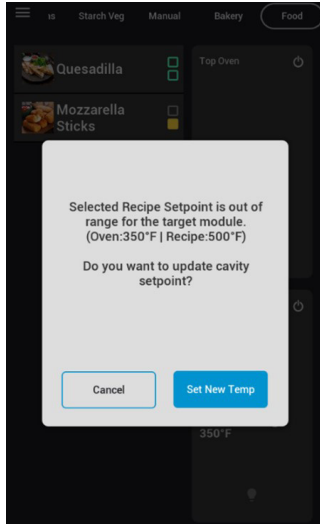 ıs Starch Veg Manual Bakery Food
Quesadilla
Top Oven
Mozzarella
Sticks
Selected Recipe Setpoint is out of
range for the target module.
(Oven:350°F | Recipe:500°F)
Do you want to update cavity
setpoint?
Cancel Set New Temp
350°F